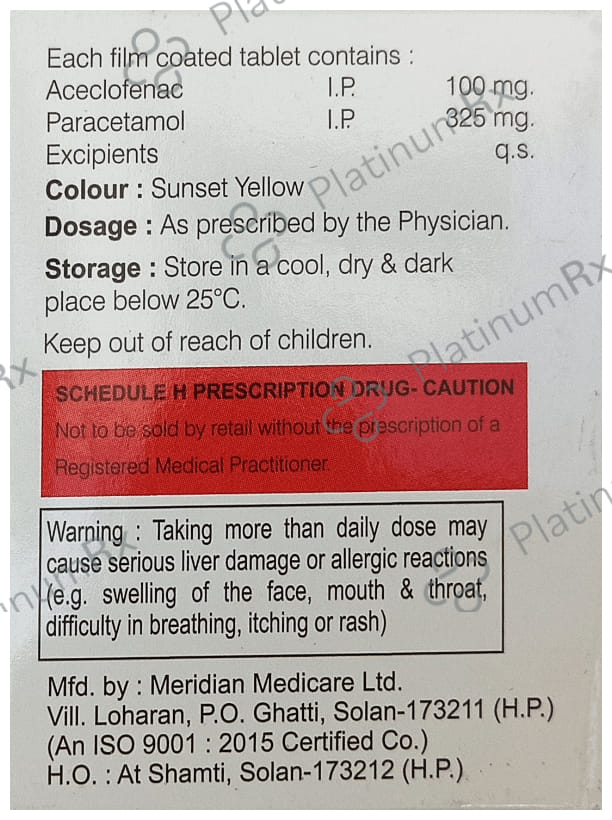 Each film coated tablet contains :
Aceclofenac I.P. 100 mg.
Paracetamol I.P 325 mg.
Excipients q.s.
Colour : Sunset Yellow
Dosage : As prescribed by the Physician.
Storage : Store in a cool, dry & dark
place below 25°C.
Keep out of reach of children.
SCHEDULE H PRESCRIPTION DRUG- CAUTION
Not to be sold by retail without the prescription of a
Registered Medical Practitioner.
Warning : Taking more than daily dose may
cause serious liver damage or allergic reactions
(e.g. swelling of the face, mouth & throat,
difficulty in breathing, itching or rash)
Mfd. by : Meridian Medicare Ltd.
Vill. Loharan, P.O. Ghatti, Solan-173211 (H.P.)
(An ISO 9001 : 2015 Certified Co.)
H.O. : At Shamti, Solan-173212 (H.P.)
PlatinumRx
PlatinumRx